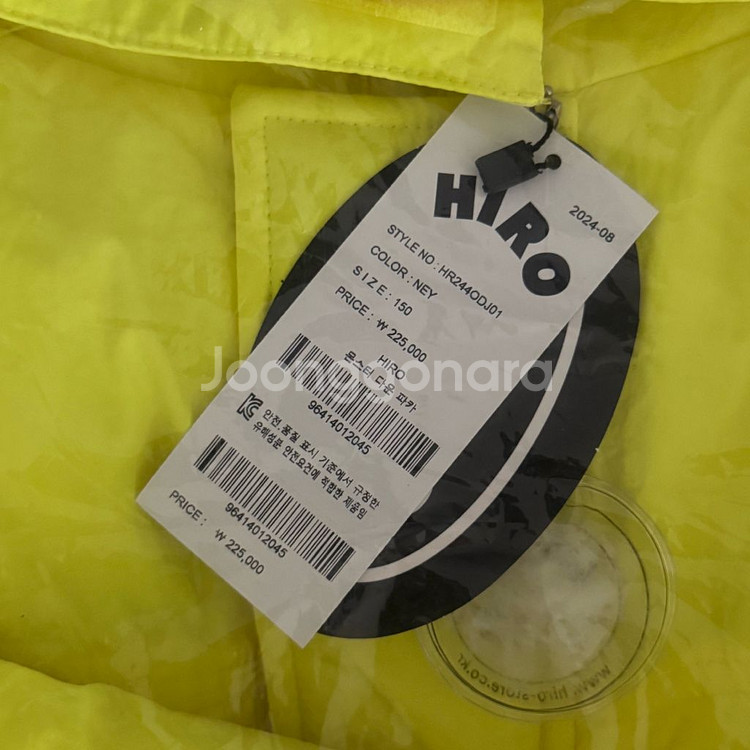 HIRO
2024-08
STYLE NO : HR244ODJ01
COLOR : NEY
SIZE : 150
PRICE : ₩ 225,000
HIRO
몬스터 다운 파카
96414012045
안전.품질 표시 기준에서 규정한
유해성분 안전요건에 적합한 제품임
96414012045
PRICE : ₩ 225,000
www.hiro-store.co.kr
Joonggonara